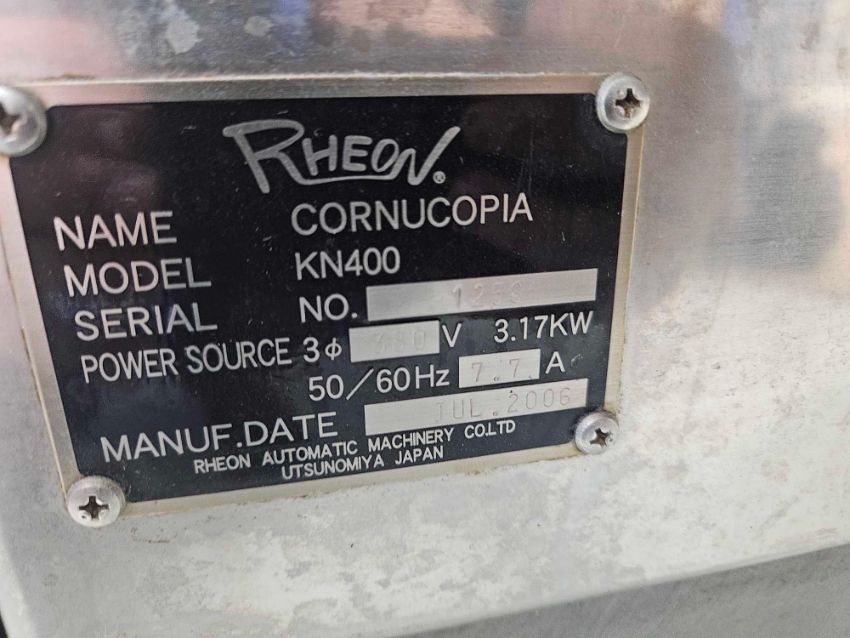 RHEON®
NAME CORNUCOPIA
MODEL KN400
SERIAL NO.
POWER SOURCE 3φ V 3.17KW
50/60Hz 7.7 A
MANUF.DATE JUL.2006
RHEON AUTOMATIC MACHINERY CO.LTD
UTSUNOMIYA JAPAN